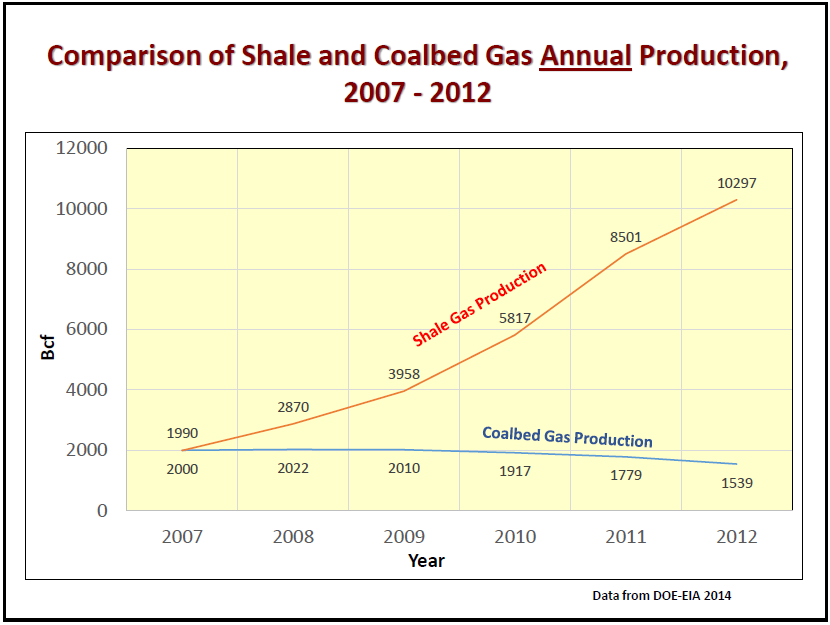 Comparison of Shale and Coalbed Gas Annual Production,
2007 - 2012
12000
10000
8000
6000
4000
2000
0
Bcf
10297
8501
Shale Gas Production
5817
3958
2870
1990
Coalbed Gas Production
2000
2022
2010
1917
1779
1539
2007 2008 2009 2010 2011 2012
Year
Data from DOE-EIA 2014